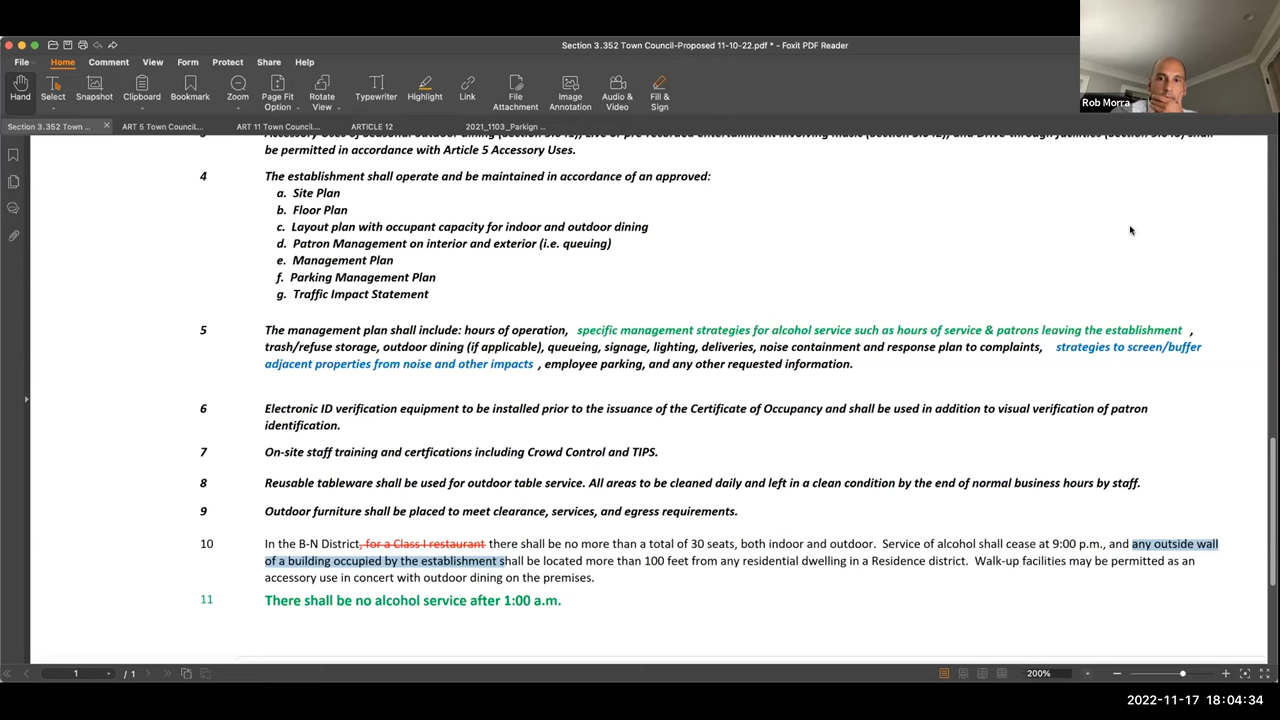 Section 3.352 Town Council-Proposed 11-10-22.pdf * - Foxit PDF Reader
File Home Comment View Form Protect Share Help
Hand Select Snapshot Clipboard Bookmark Zoom Page Fit Option Rotate View Typewriter Highlight Link File Attachment Image Annotation Audio & Video Fill & Sign
Rob Morra
Section 3.352 Town ... ART 5 Town Council.... ART 11 Town Council.... ARTICLE 12 2021_1103_Parkign ...
be permitted in accordance with Article 5 Accessory Uses.
4 The establishment shall operate and be maintained in accordance of an approved:
a. Site Plan
b. Floor Plan
c. Layout plan with occupant capacity for indoor and outdoor dining
d. Patron Management on interior and exterior (i.e. queuing)
e. Management Plan
f. Parking Management Plan
g. Traffic Impact Statement
5 The management plan shall include: hours of operation, specific management strategies for alcohol service such as hours of service & patrons leaving the establishment ,
trash/refuse storage, outdoor dining (if applicable), queueing, signage, lighting, deliveries, noise containment and response plan to complaints, strategies to screen/buffer
adjacent properties from noise and other impacts , employee parking, and any other requested information.
6 Electronic ID verification equipment to be installed prior to the issuance of the Certificate of Occupancy and shall be used in addition to visual verification of patron
identification.
7 On-site staff training and certfications including Crowd Control and TIPS.
8 Reusable tableware shall be used for outdoor table service. All areas to be cleaned daily and left in a clean condition by the end of normal business hours by staff.
9 Outdoor furniture shall be placed to meet clearance, services, and egress requirements.
10 In the B-N District, for a Class I restaurant there shall be no more than a total of 30 seats, both indoor and outdoor. Service of alcohol shall cease at 9:00 p.m., and any outside wall
of a building occupied by the establishment shall be located more than 100 feet from any residential dwelling in a Residence district. Walk-up facilities may be permitted as an
accessory use in concert with outdoor dining on the premises.
11 There shall be no alcohol service after 1:00 a.m.
1 / 1 200%
2022-11-17 18:04:34